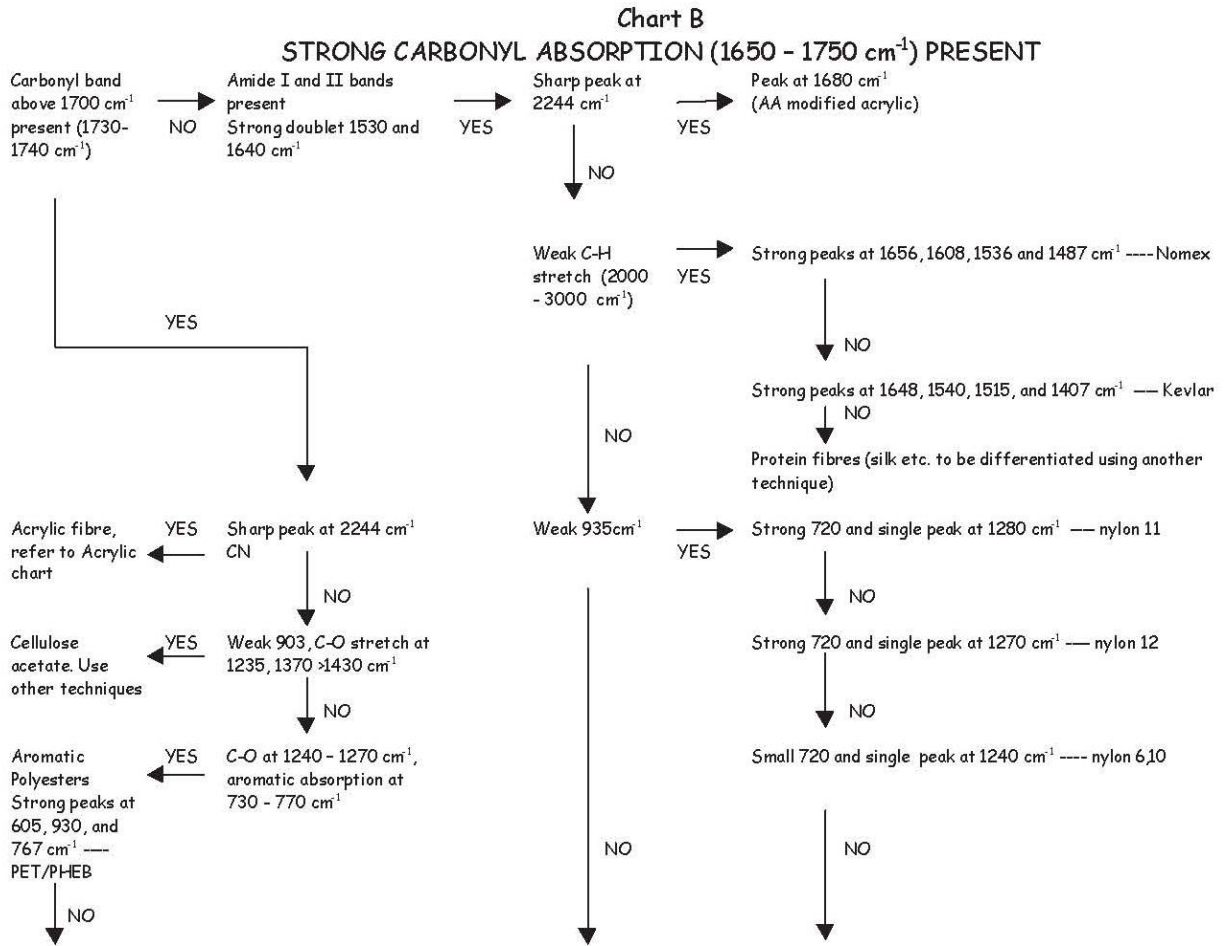 Chart B
STRONG CARBONYL ABSORPTION (1650 – 1750 cm⁻¹) PRESENT
Carbonyl band
above 1700 cm⁻¹
present (1730-
1740 cm⁻¹)
NO
Amide I and II bands
present
Strong doublet 1530 and
1640 cm⁻¹
YES
Sharp peak at
2244 cm⁻¹
YES
Peak at 1680 cm⁻¹
(AA modified acrylic)
NO
Weak C-H
stretch (2000
- 3000 cm⁻¹)
YES
Strong peaks at 1656, 1608, 1536 and 1487 cm⁻¹ ---- Nomex
YES
NO
Strong peaks at 1648, 1540, 1515, and 1407 cm⁻¹ –– Kevlar
NO
NO
Protein fibres (silk etc. to be differentiated using another
technique)
Acrylic fibre,
refer to Acrylic
chart
YES
Sharp peak at 2244 cm⁻¹
CN
Weak 935cm⁻¹
YES
Strong 720 and single peak at 1280 cm⁻¹ –– nylon 11
NO
NO
Cellulose
acetate. Use
other techniques
YES
Weak 903, C-O stretch at
1235, 1370 >1430 cm⁻¹
Strong 720 and single peak at 1270 cm⁻¹ –-– nylon 12
NO
NO
Aromatic
Polyesters
Strong peaks at
605, 930, and
767 cm⁻¹ –--–
PET/PHEB
YES
C-O at 1240 – 1270 cm⁻¹,
aromatic absorption at
730 – 770 cm⁻¹
Small 720 and single peak at 1240 cm⁻¹ ---- nylon 6,10
NO
NO
NO